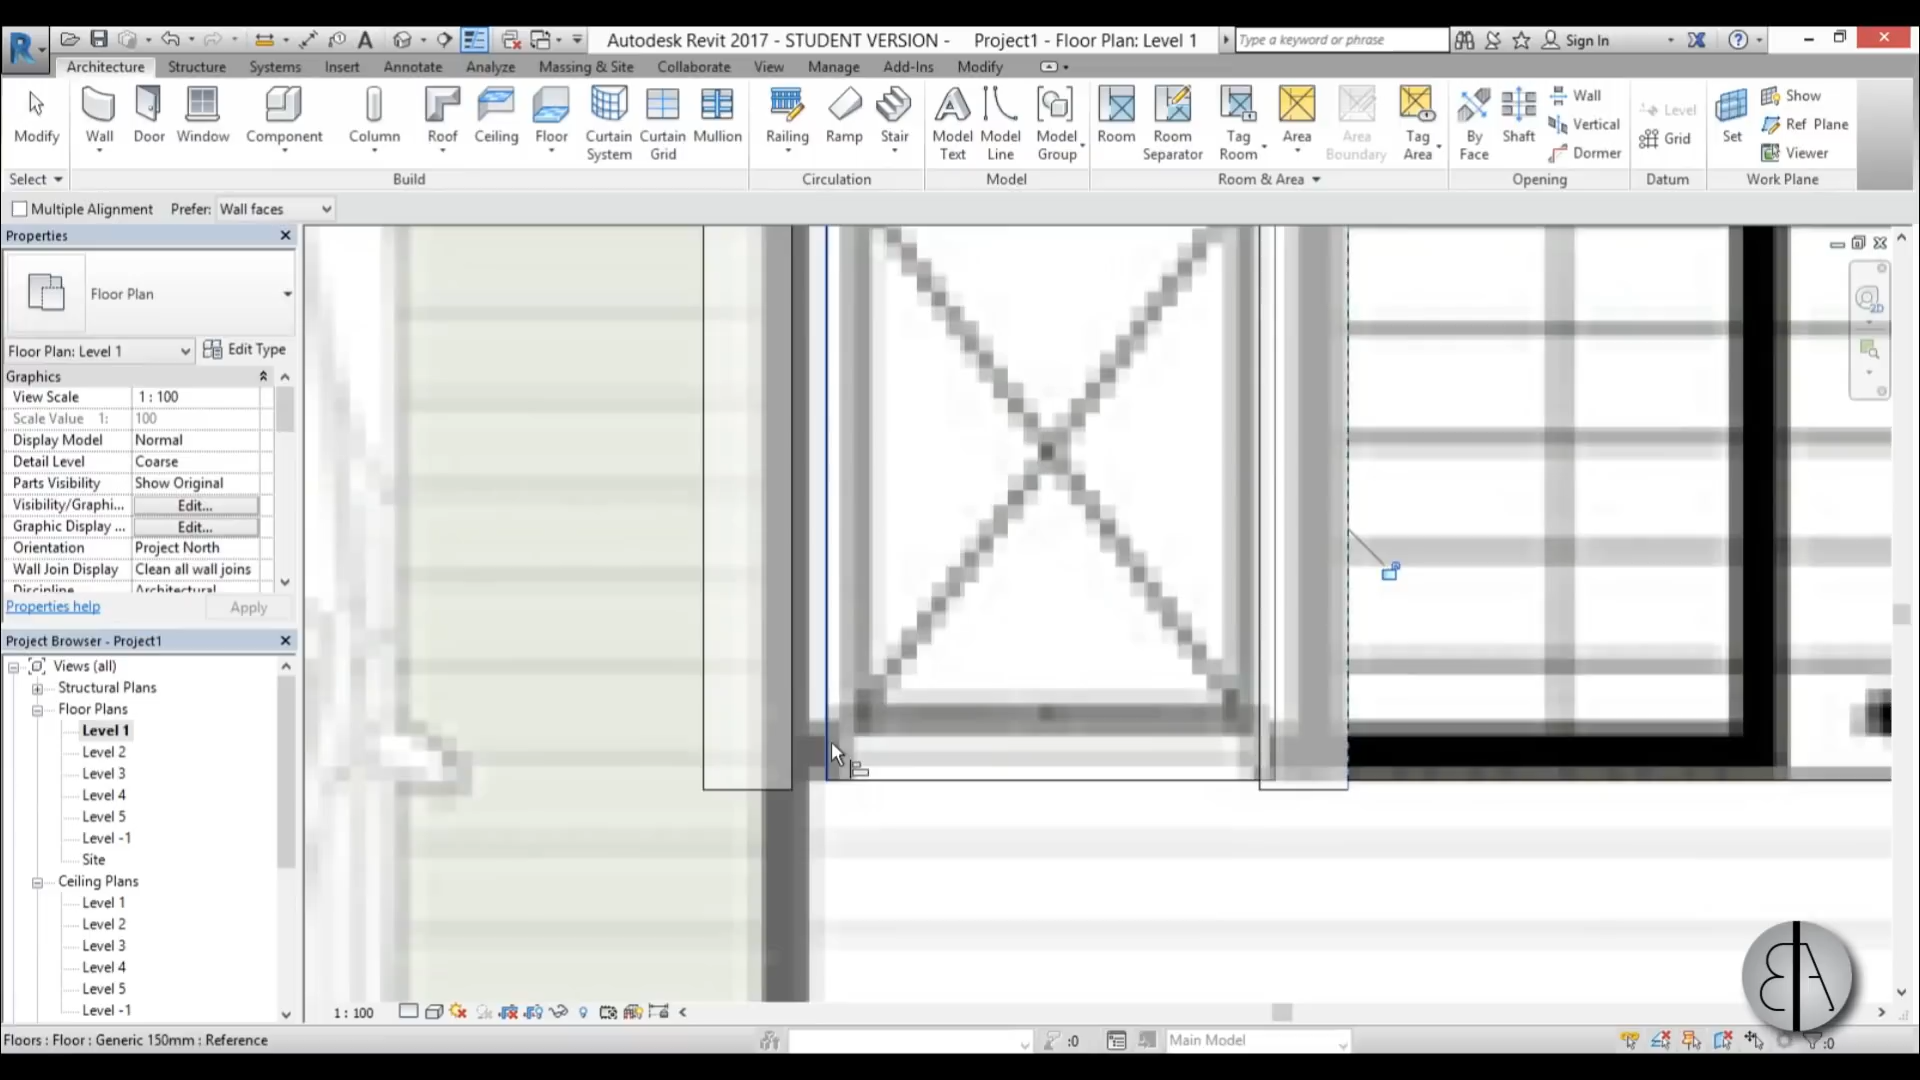 Autodesk Revit 2017 - STUDENT VERSION - Project1 - Floor Plan: Level 1 Type a keyword or phrase Sign In
Architecture Structure Systems Insert Annotate Analyze Massing & Site Collaborate View Manage Add-Ins Modify
Modify Wall Door Window Component Column Roof Ceiling Floor Curtain System Curtain Grid Mullion Railing Ramp Stair Model Text Model Line Model Group Room Room Separator Tag Room Area Area Boundary Tag Area By Face Shaft Wall Vertical Dormer Level Grid Set Show Ref Plane Viewer
Select Build Circulation Model Room & Area Opening Datum Work Plane
Multiple Alignment Prefer: Wall faces
Properties
Floor Plan
Floor Plan: Level 1 Edit Type
Graphics
View Scale 1 : 100
Scale Value 1: 100
Display Model Normal
Detail Level Coarse
Parts Visibility Show Original
Visibility/Graphi... Edit...
Graphic Display ... Edit...
Orientation Project North
Wall Join Display Clean all wall joins
Discipline Architectural
Properties help Apply
Project Browser - Project1
Views (all)
Structural Plans
Floor Plans
Level 1
Level 2
Level 3
Level 4
Level 5
Level -1
Site
Ceiling Plans
Level 1
Level 2
Level 3
Level 4
Level 5
Level -1
2D
1 : 100
Floors : Floor : Generic 150mm : Reference :0 Main Model :0